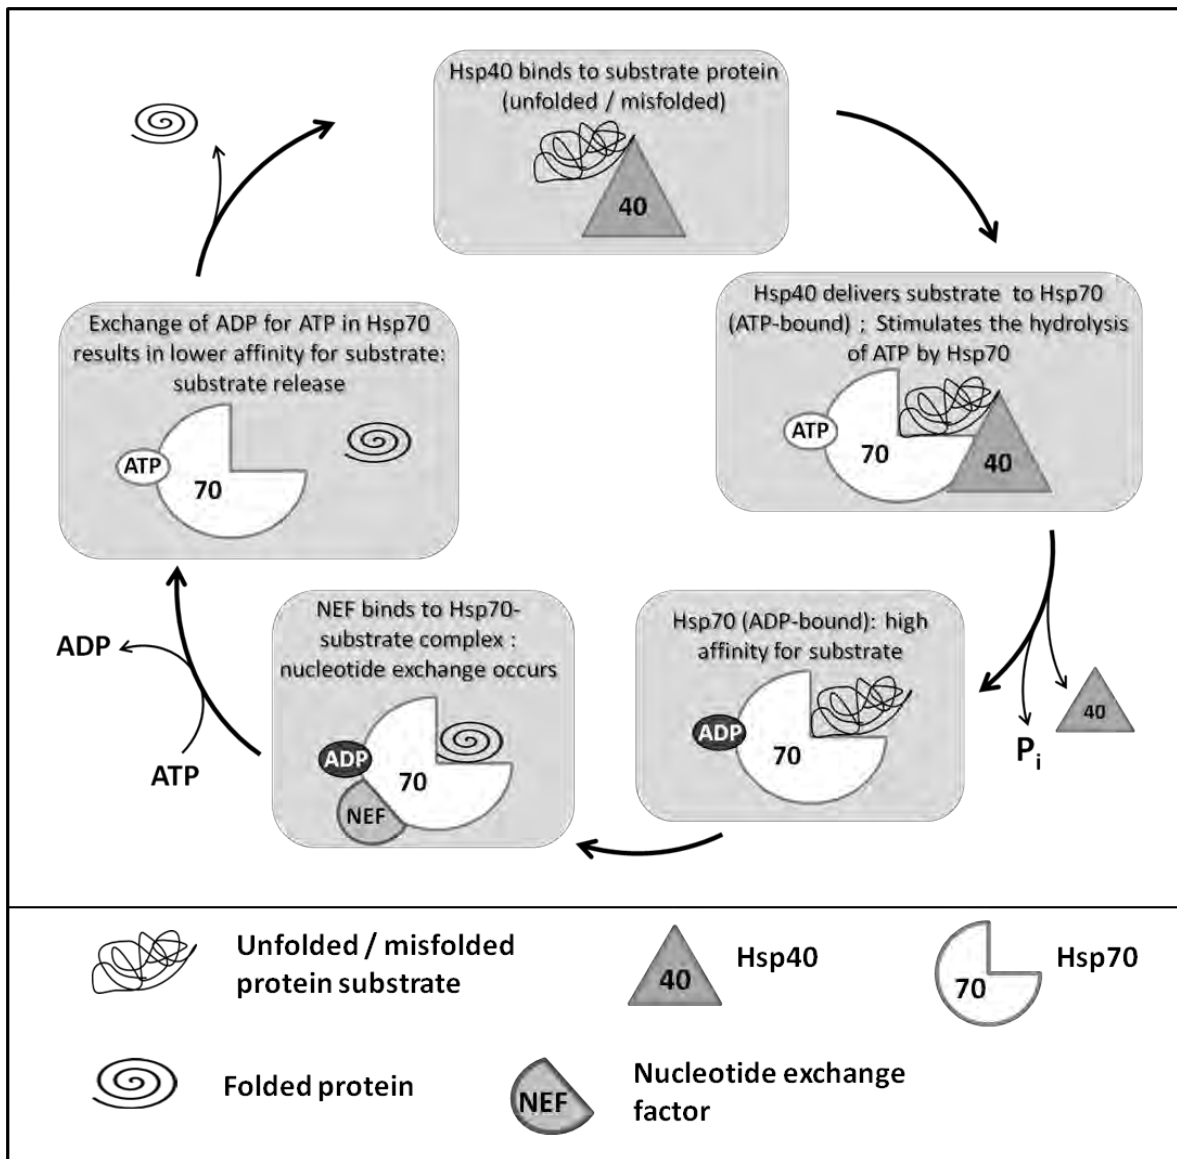 Hsp40 binds to substrate protein
(unfolded / misfolded)
40
Hsp40 delivers substrate to Hsp70
(ATP-bound) ; Stimulates the hydrolysis
of ATP by Hsp70
ATP
70
40
Exchange of ADP for ATP in Hsp70
results in lower affinity for substrate:
substrate release
ATP
70
NEF binds to Hsp70-
substrate complex :
nucleotide exchange occurs
ADP
70
NEF
Hsp70 (ADP-bound): high
affinity for substrate
ADP
70
40
Pi
ADP
ATP
Unfolded / misfolded
protein substrate
40
Hsp40
70
Hsp70
Folded protein
NEF
Nucleotide exchange
factor